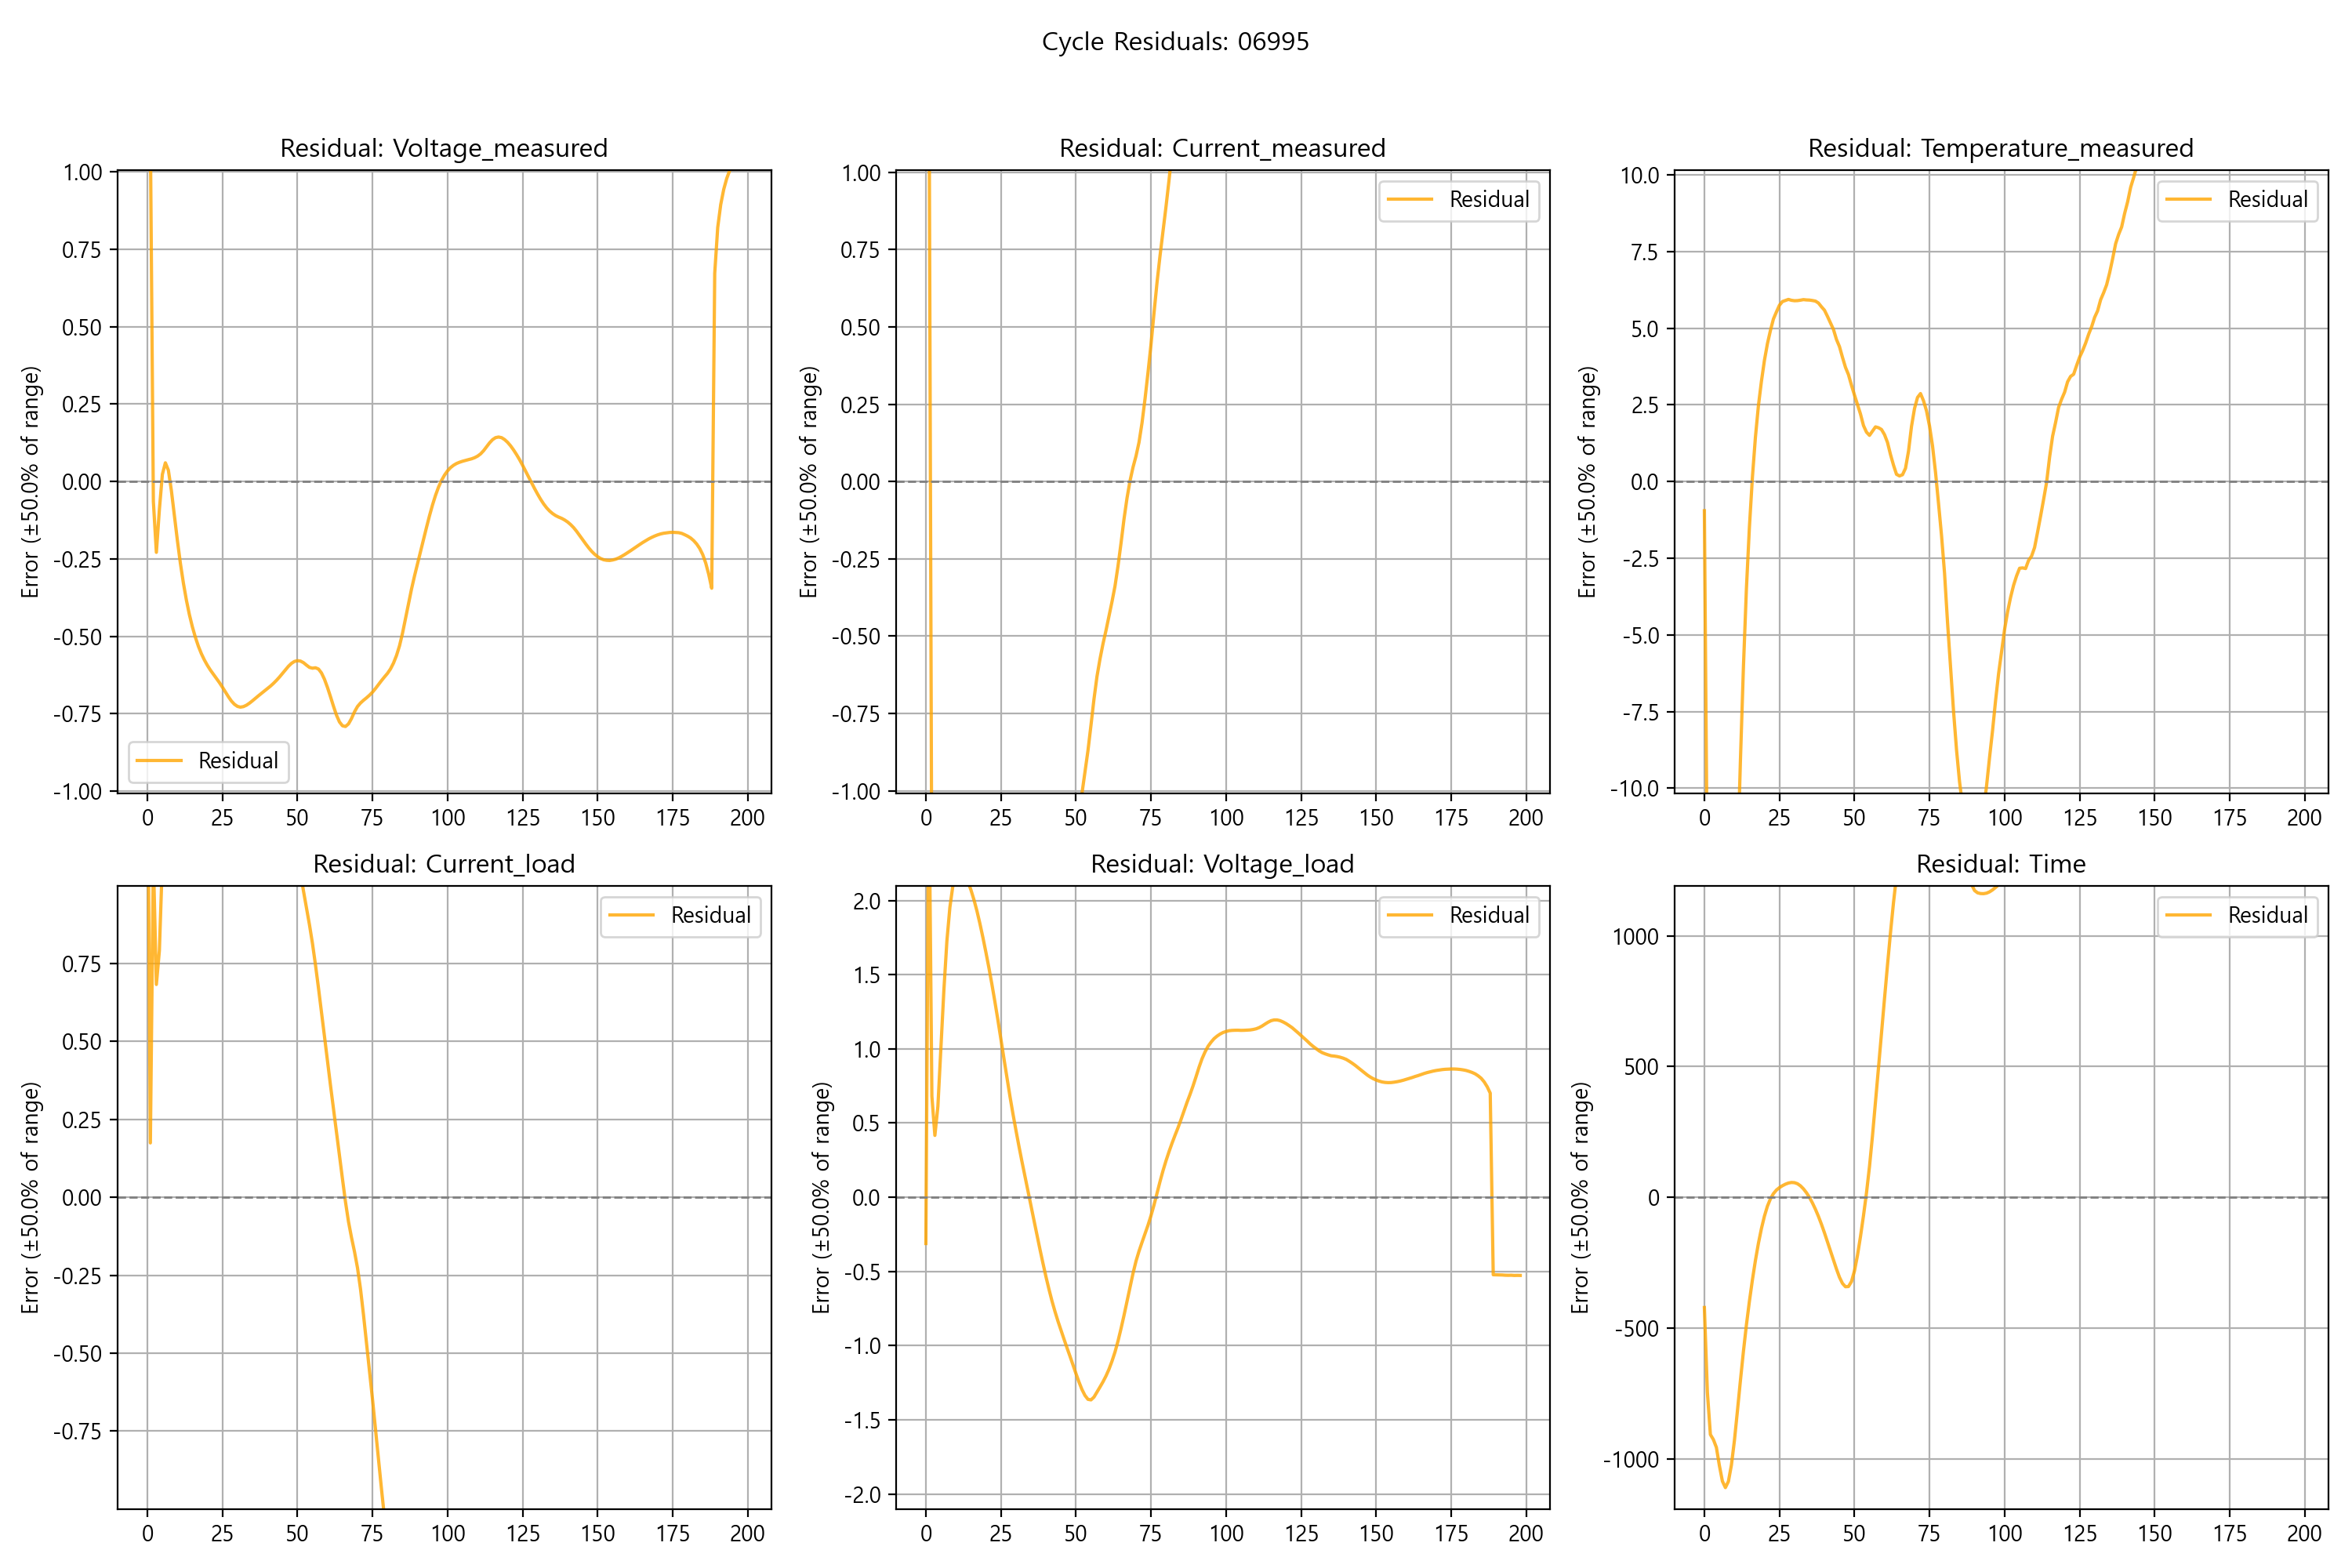 Cycle Residuals: 06995
Residual: Voltage_measured
Error (±50.0% of range)
1.00
0.75
0.50
0.25
0.00
-0.25
-0.50
-0.75
-1.00
Residual
0 25 50 75 100 125 150 175 200
Residual: Current_measured
Error (±50.0% of range)
1.00
0.75
0.50
0.25
0.00
-0.25
-0.50
-0.75
-1.00
Residual
0 25 50 75 100 125 150 175 200
Residual: Temperature_measured
Error (±50.0% of range)
10.0
7.5
5.0
2.5
0.0
-2.5
-5.0
-7.5
-10.0
Residual
0 25 50 75 100 125 150 175 200
Residual: Current_load
Error (±50.0% of range)
0.75
0.50
0.25
0.00
-0.25
-0.50
-0.75
Residual
0 25 50 75 100 125 150 175 200
Residual: Voltage_load
Error (±50.0% of range)
2.0
1.5
1.0
0.5
0.0
-0.5
-1.0
-1.5
-2.0
Residual
0 25 50 75 100 125 150 175 200
Residual: Time
Error (±50.0% of range)
1000
500
0
-500
-1000
Residual
0 25 50 75 100 125 150 175 200